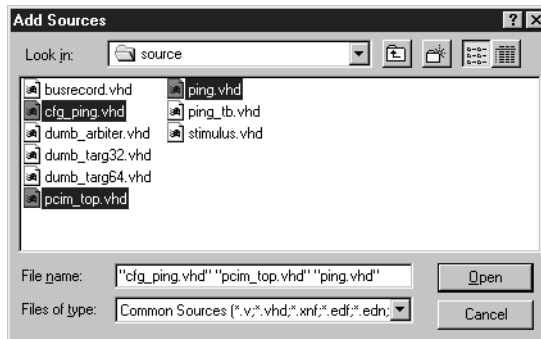 Add Sources
Look in: source
busrecord.vhd
cfg_ping.vhd
dumb_arbiter.vhd
dumb_targ32.vhd
dumb_targ64.vhd
pcim_top.vhd
ping.vhd
ping_tb.vhd
stimulus.vhd
File name: "cfg_ping.vhd" "pcim_top.vhd" "ping.vhd" Open
Files of type: Common Sources (*.v;*.vhd;*.xnf;*.edf;*.edn; Cancel